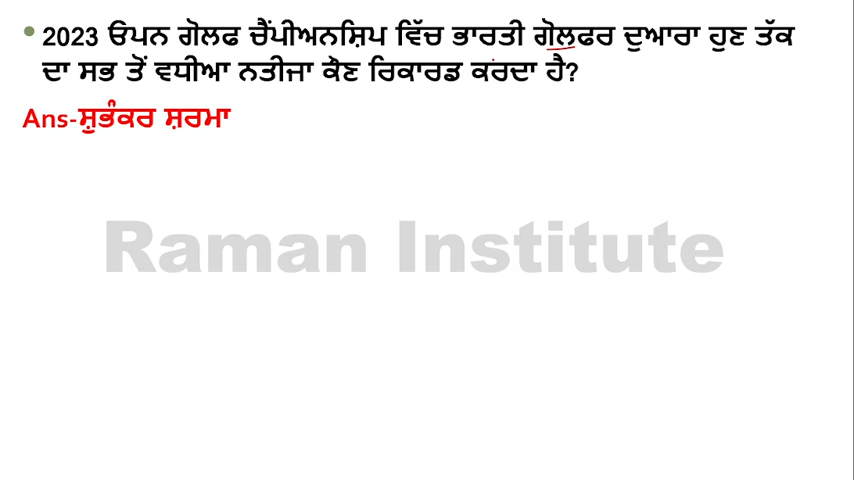 • 2023 ਓਪਨ ਗੋਲਫ ਚੈਂਪੀਅਨਸ਼ਿਪ ਵਿੱਚ ਭਾਰਤੀ ਗੋਲਫਰ ਦੁਆਰਾ ਹੁਣ ਤੱਕ
ਦਾ ਸਭ ਤੋਂ ਵਧੀਆ ਨਤੀਜਾ ਕੌਣ ਰਿਕਾਰਡ ਕਰਦਾ ਹੈ?
Ans-ਸ਼ੁਭੰਕਰ ਸ਼ਰਮਾ
Raman Institute